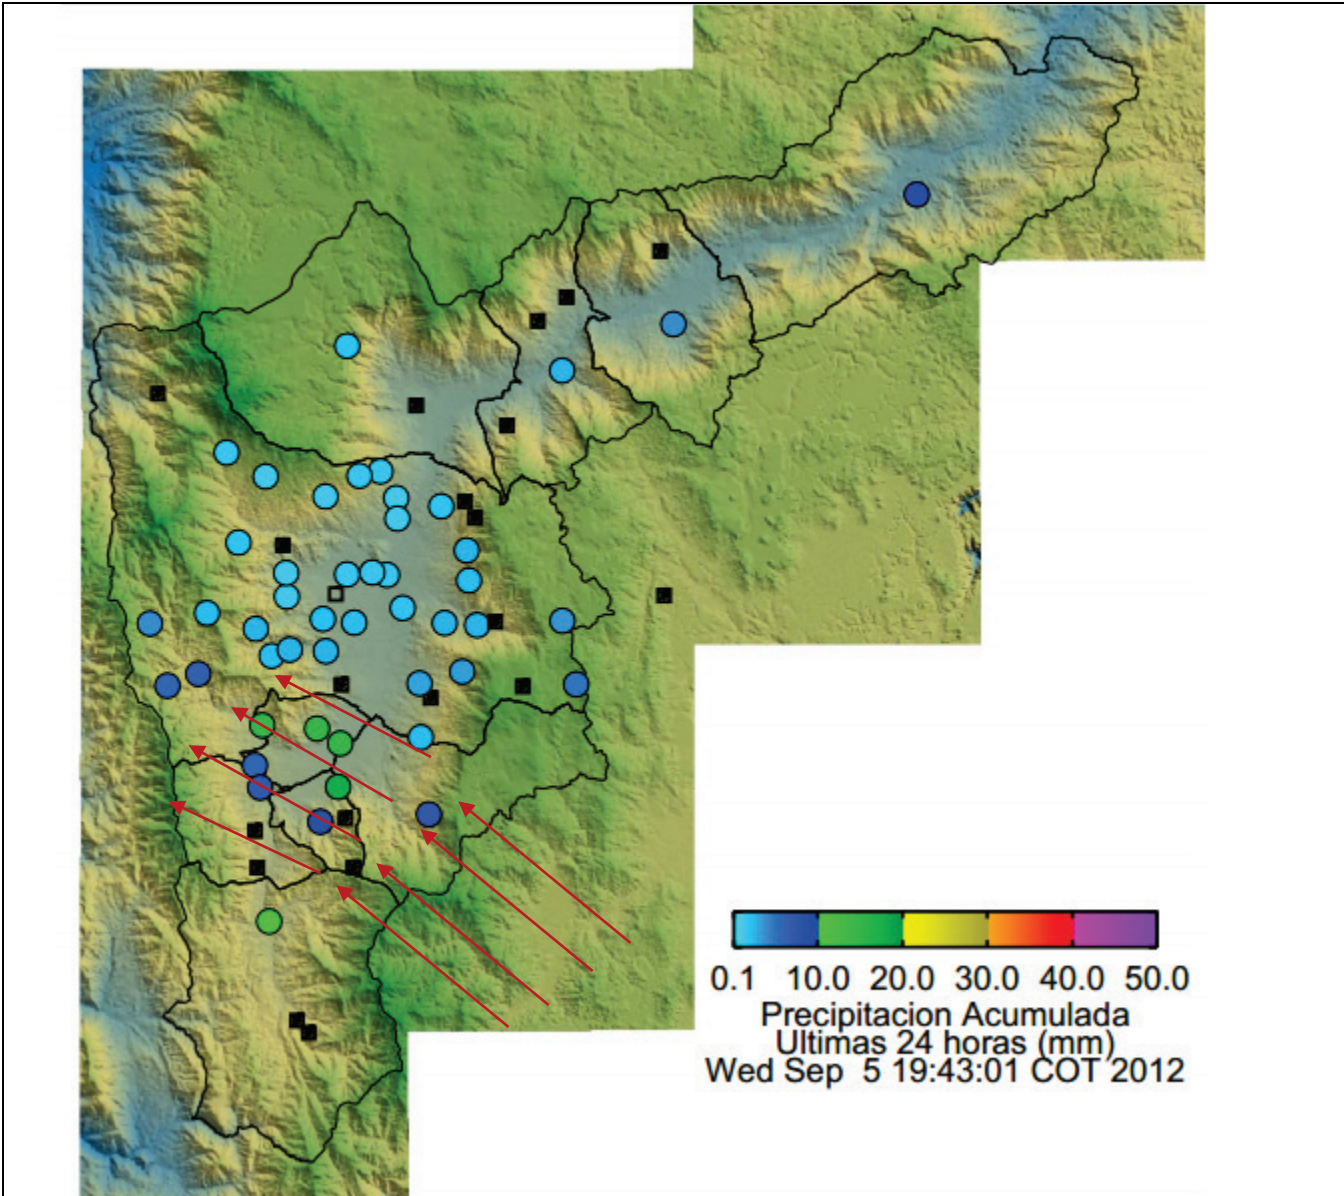 0.1 10.0 20.0 30.0 40.0 50.0
Precipitacion Acumulada
Ultimas 24 horas (mm)
Wed Sep 5 19:43:01 COT 2012